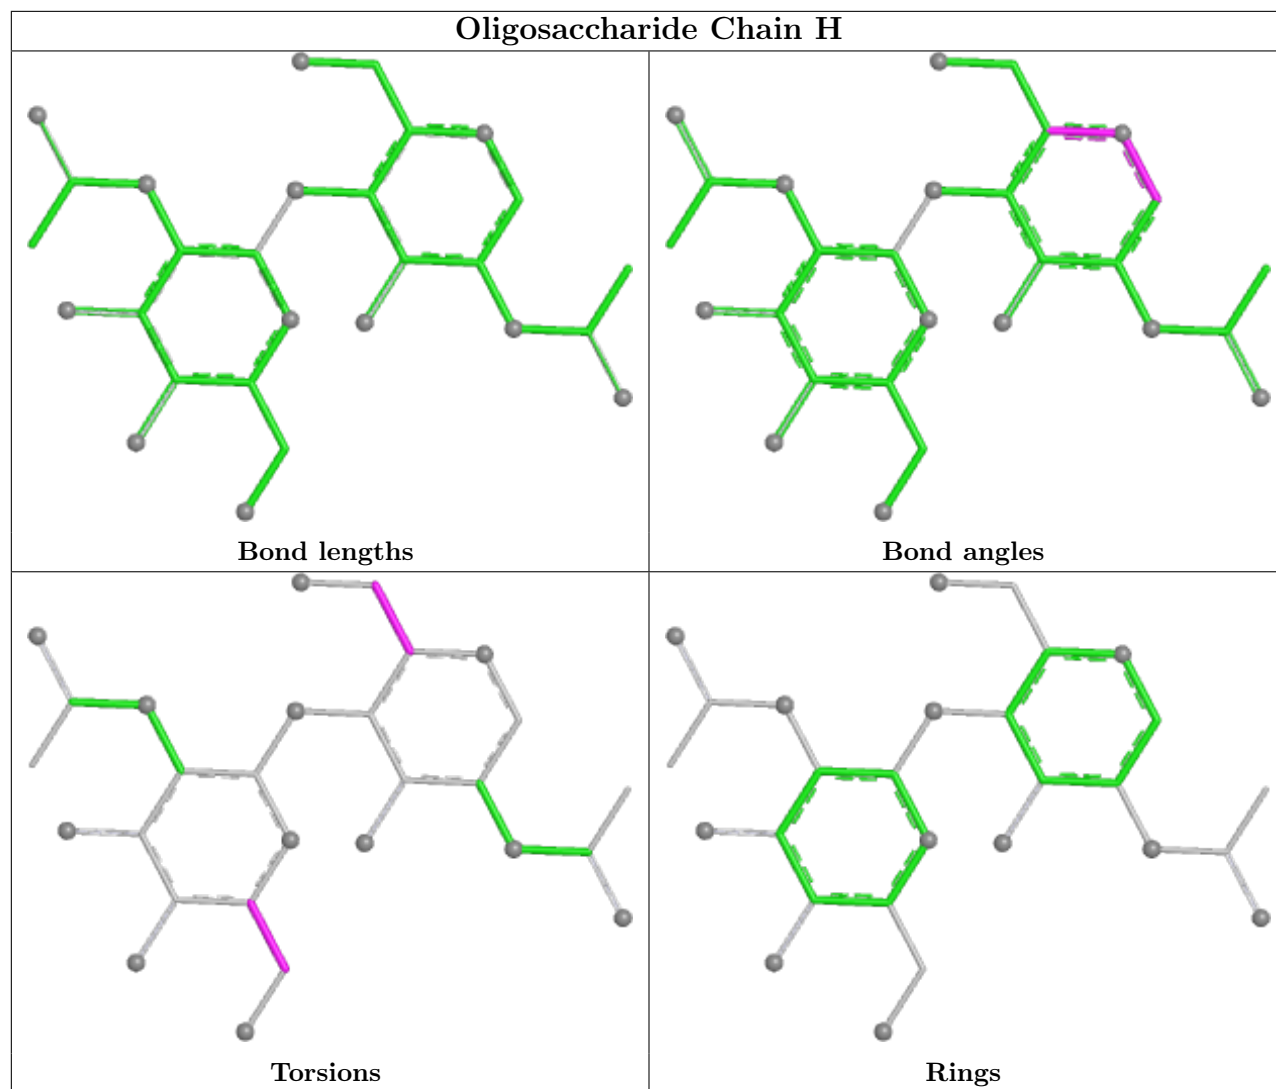 Oligosaccharide Chain H
Bond lengths
Bond angles
Torsions
Rings